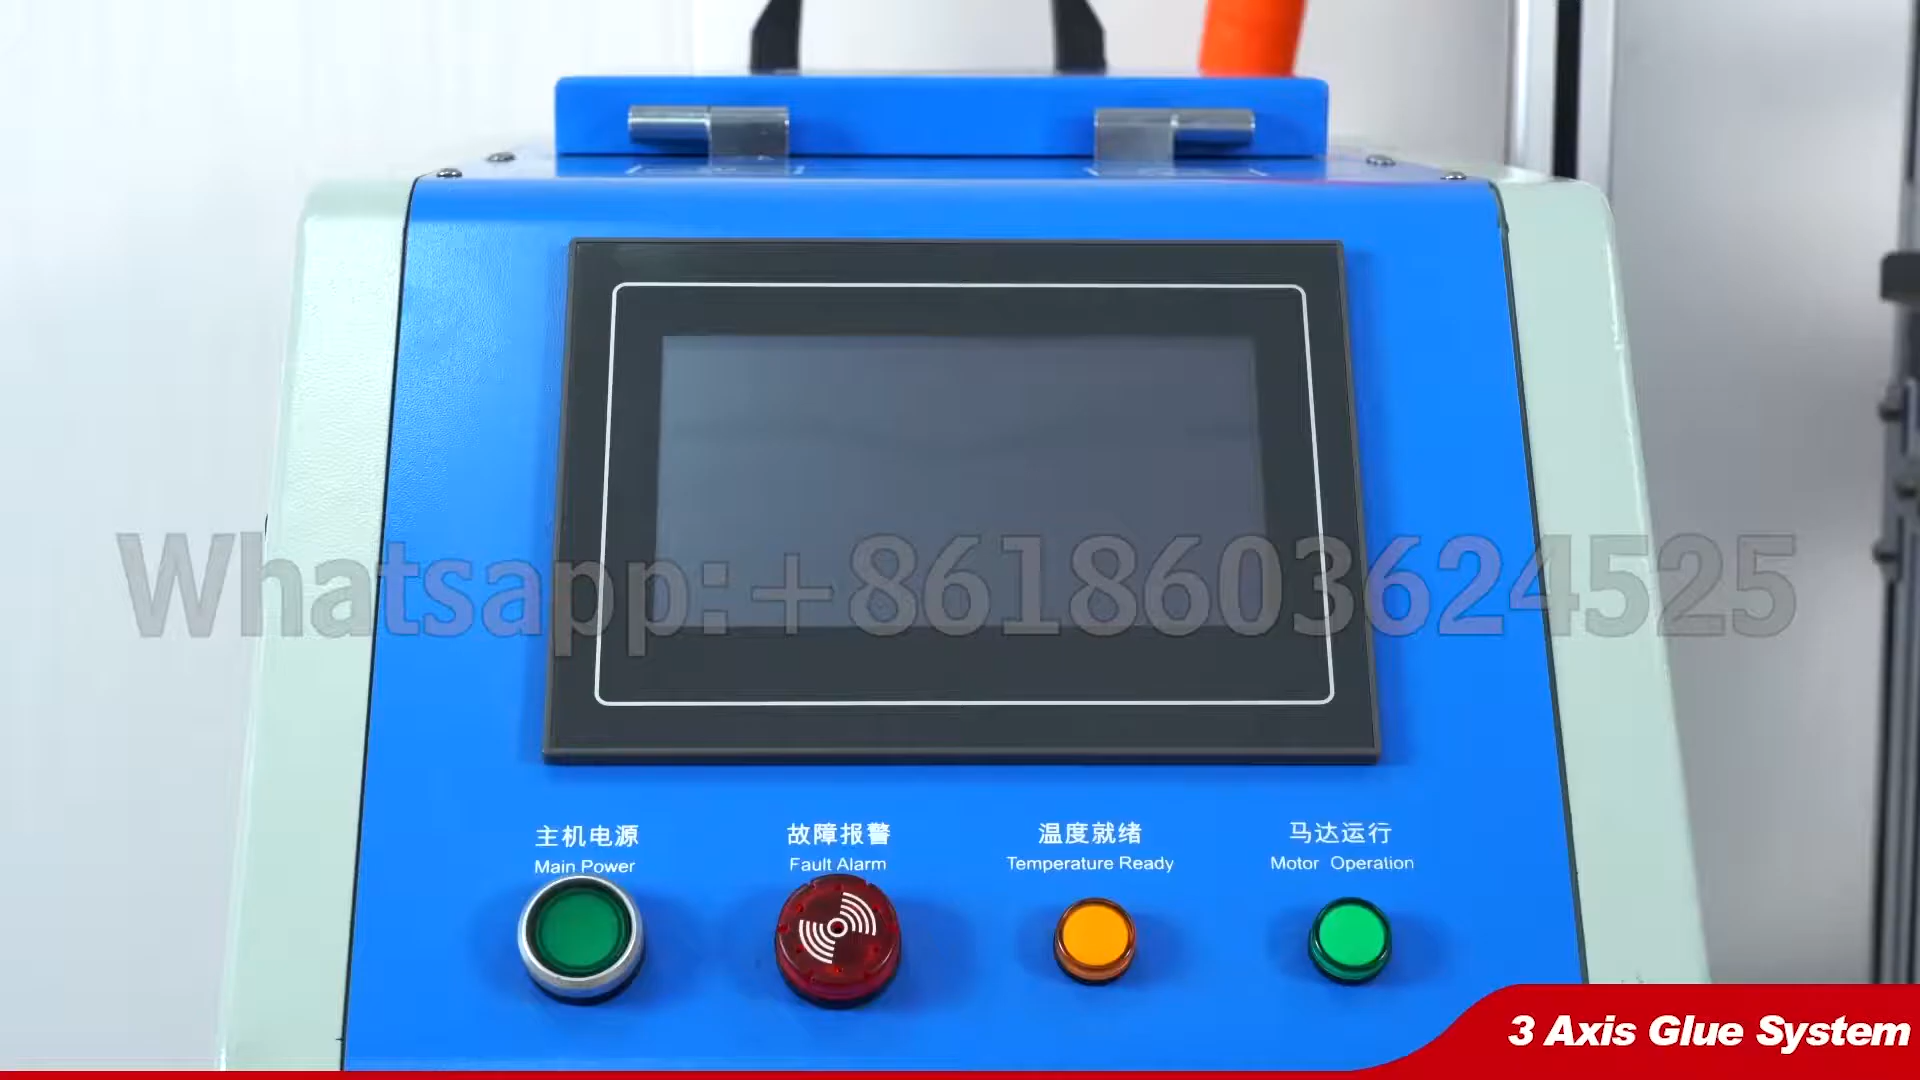 Whatsapp:+8618603624525
主机电源
Main Power
故障报警
Fault Alarm
温度就绪
Temperature Ready
马达运行
Motor Operation
3 Axis Glue System